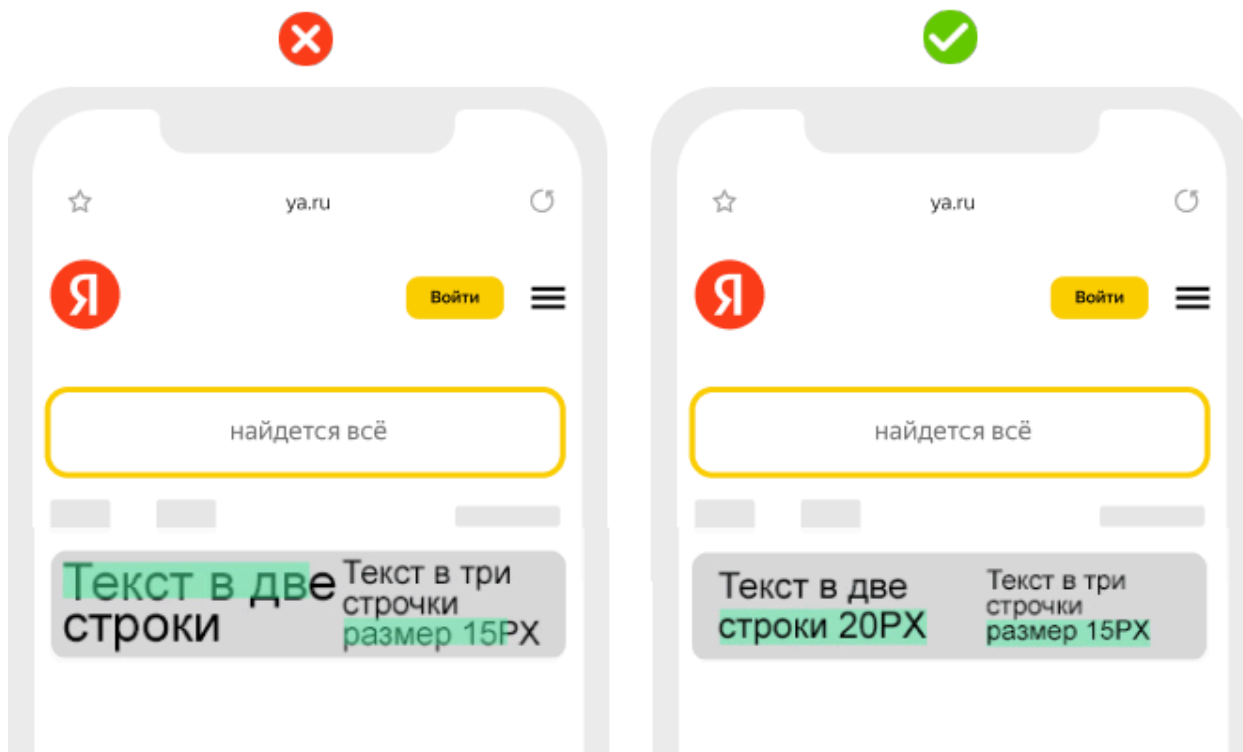 ya.ru
Я
Войти
найдется всё
Текст в две
строки
Текст в три
строчки
размер 15PX
ya.ru
Я
Войти
найдется всё
Текст в две
строки 20PX
Текст в три
строчки
размер 15PX